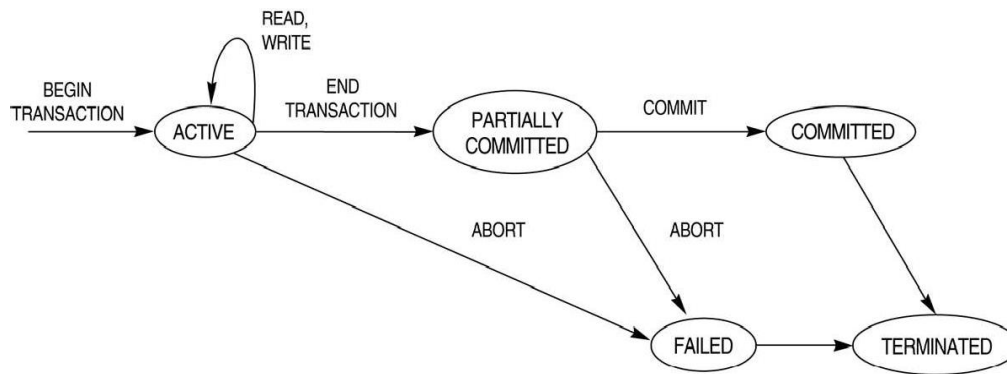 READ,
WRITE
BEGIN
TRANSACTION
END
TRANSACTION
COMMIT
ACTIVE
PARTIALLY
COMMITTED
COMMITTED
ABORT
ABORT
FAILED
TERMINATED